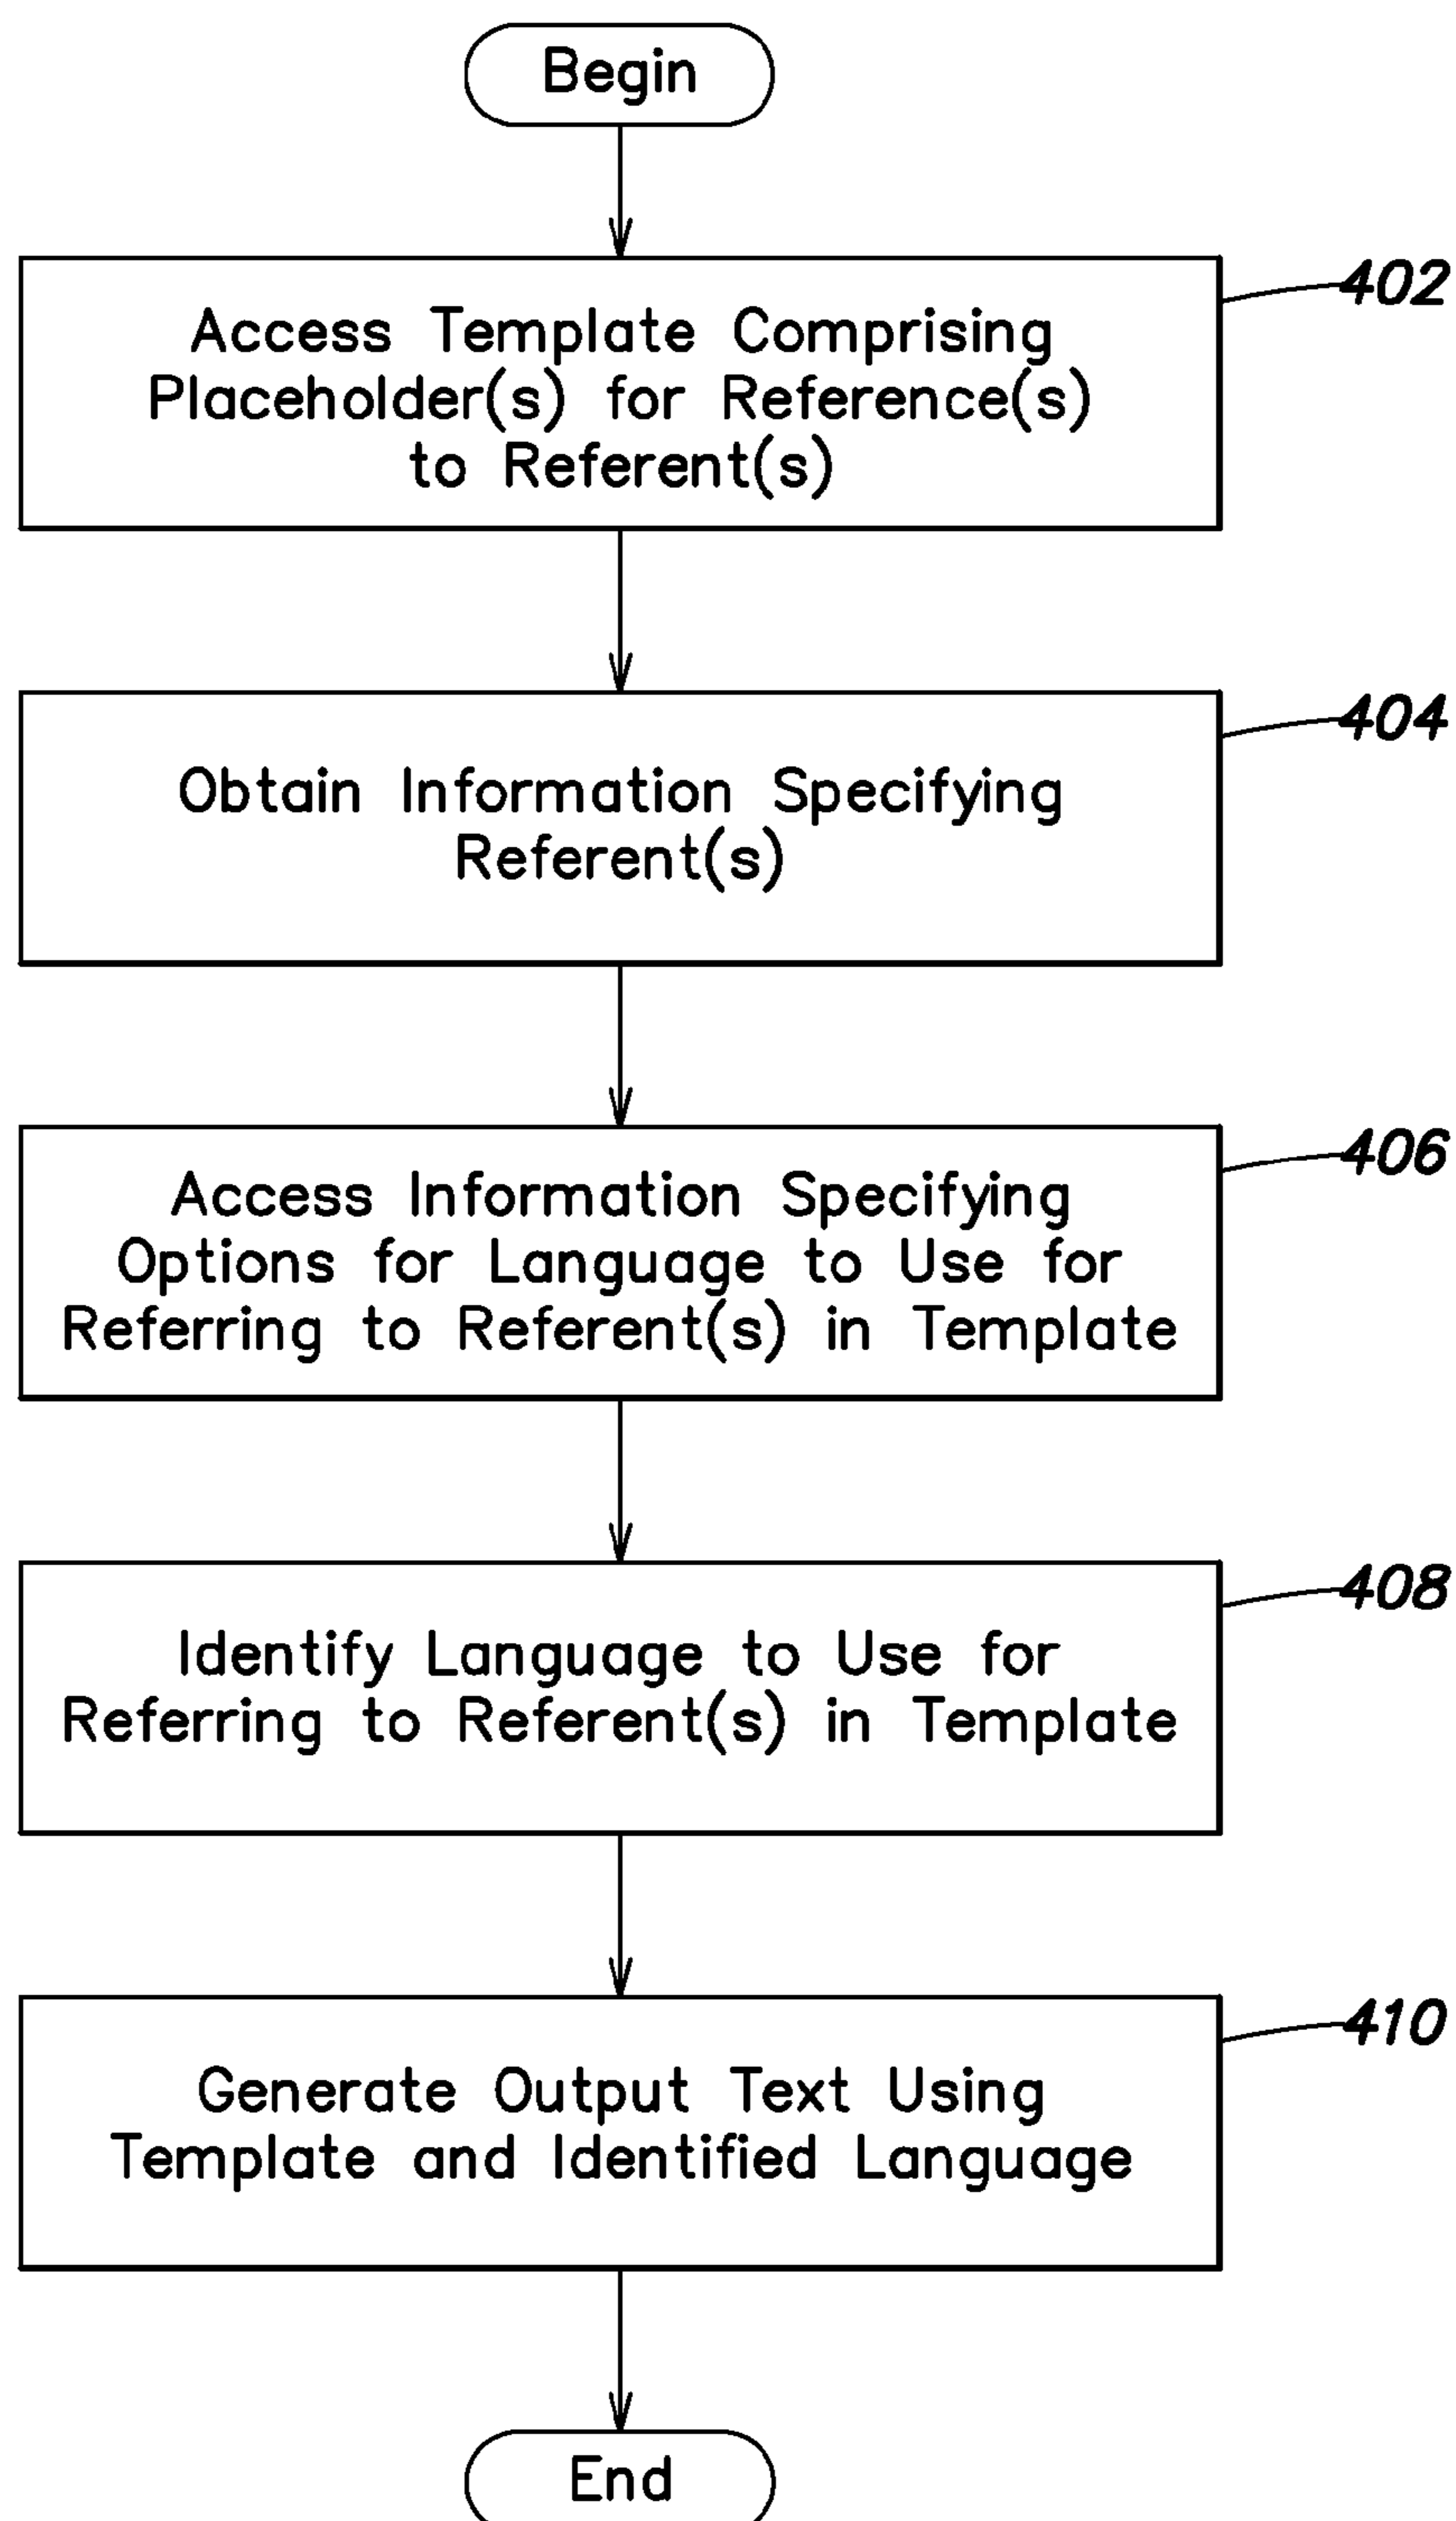 Begin
402
Access Template Comprising
Placeholder(s) for Reference(s)
to Referent(s)
404
Obtain Information Specifying
Referent(s)
406
Access Information Specifying
Options for Language to Use for
Referring to Referent(s) in Template
408
Identify Language to Use for
Referring to Referent(s) in Template
410
Generate Output Text Using
Template and Identified Language
End